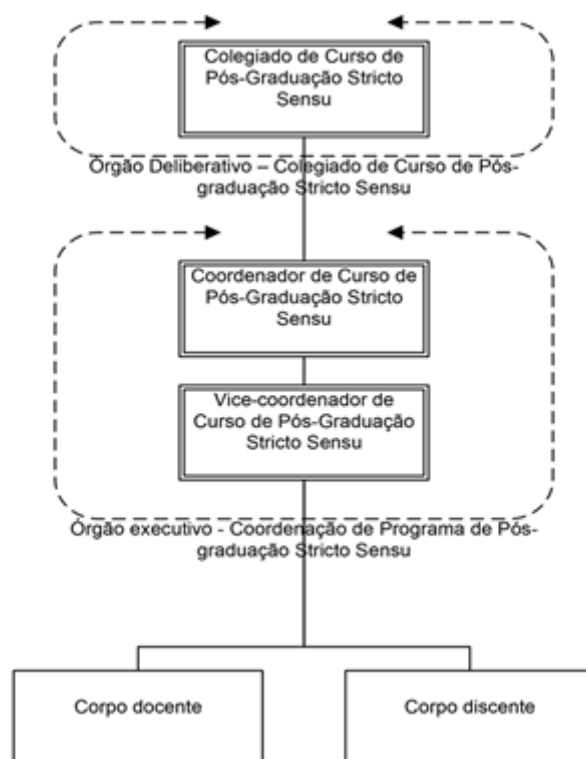 Colegiado de Curso de
Pós-Graduação Stricto
Sensu
Órgão Deliberativo – Colegiado de Curso de Pós-
graduação Stricto Sensu
Coordenador de Curso de
Pós-Graduação Stricto
Sensu
Vice-coordenador de
Curso de Pós-Graduação
Stricto Sensu
Órgão executivo - Coordenação de Programa de Pós-
graduação Stricto Sensu
Corpo docente
Corpo discente